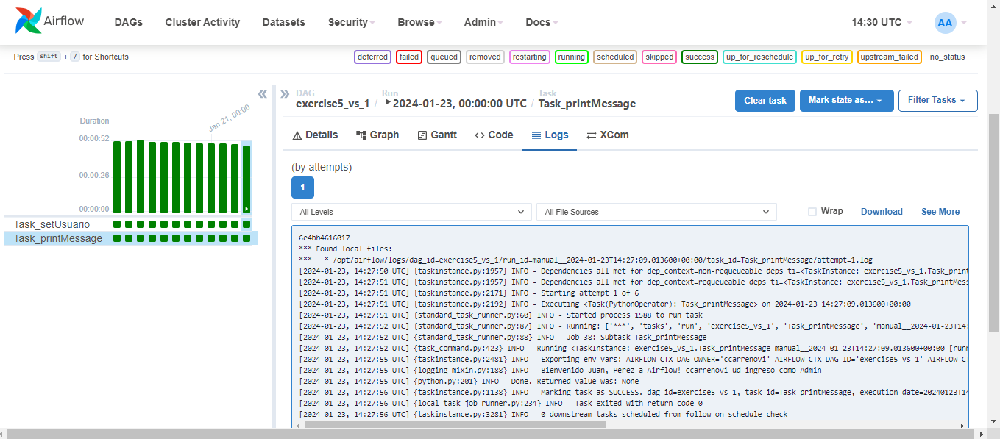 Airflow DAGs Cluster Activity Datasets Security Browse Admin Docs 14:30 UTC AA
Press shift + / for Shortcuts deferred failed queued removed restarting running scheduled skipped success up_for_reschedule up_for_retry upstream_failed no_status
« » DAG Run Task
exercise5_vs_1 / 2024-01-23, 00:00:00 UTC / Task_printMessage Clear task Mark state as... Filter Tasks
Jan 21, 00:00
Duration
00:00:52
00:00:26
00:00:00
Task_setUsuario
Task_printMessage
Details Graph Gantt <> Code Logs XCom
(by attempts)
1
All Levels All File Sources Wrap Download See More
6e4bb4616017
*** Found local files:
***   * /opt/airflow/logs/dag_id=exercise5_vs_1/run_id=manual__2024-01-23T14:27:09.013600+00:00/task_id=Task_printMessage/attempt=1.log
[2024-01-23, 14:27:50 UTC] {taskinstance.py:1957} INFO - Dependencies all met for dep_context=non-requeueable deps ti=<TaskInstance: exercise5_vs_1.Task_print
[2024-01-23, 14:27:51 UTC] {taskinstance.py:1957} INFO - Dependencies all met for dep_context=requeueable deps ti=<TaskInstance: exercise5_vs_1.Task_printMess
[2024-01-23, 14:27:51 UTC] {taskinstance.py:2171} INFO - Starting attempt 1 of 6
[2024-01-23, 14:27:51 UTC] {taskinstance.py:2192} INFO - Executing <Task(PythonOperator): Task_printMessage> on 2024-01-23 14:27:09.013600+00:00
[2024-01-23, 14:27:51 UTC] {standard_task_runner.py:60} INFO - Started process 1588 to run task
[2024-01-23, 14:27:52 UTC] {standard_task_runner.py:87} INFO - Running: ['***', 'tasks', 'run', 'exercise5_vs_1', 'Task_printMessage', 'manual__2024-01-23T14:
[2024-01-23, 14:27:52 UTC] {standard_task_runner.py:88} INFO - Job 38: Subtask Task_printMessage
[2024-01-23, 14:27:52 UTC] {task_command.py:423} INFO - Running <TaskInstance: exercise5_vs_1.Task_printMessage manual__2024-01-23T14:27:09.013600+00:00 [runn
[2024-01-23, 14:27:55 UTC] {taskinstance.py:2481} INFO - Exporting env vars: AIRFLOW_CTX_DAG_OWNER='ccarrenovi' AIRFLOW_CTX_DAG_ID='exercise5_vs_1' AIRFLOW_CT
[2024-01-23, 14:27:55 UTC] {logging_mixin.py:188} INFO - Bienvenido Juan, Perez a Airflow! ccarrenovi ud ingreso como Admin
[2024-01-23, 14:27:55 UTC] {python.py:201} INFO - Done. Returned value was: None
[2024-01-23, 14:27:56 UTC] {taskinstance.py:1138} INFO - Marking task as SUCCESS. dag_id=exercise5_vs_1, task_id=Task_printMessage, execution_date=20240123T14
[2024-01-23, 14:27:56 UTC] {local_task_job_runner.py:234} INFO - Task exited with return code 0
[2024-01-23, 14:27:56 UTC] {taskinstance.py:3281} INFO - 0 downstream tasks scheduled from follow-on schedule check